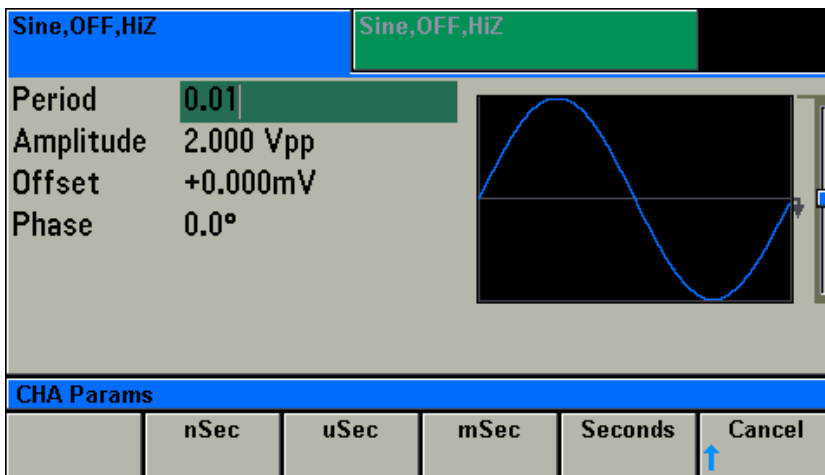 Sine,OFF,HiZ
Sine,OFF,HiZ
Period 0.01
Amplitude 2.000 Vpp
Offset +0.000mV
Phase 0.0°
CHA Params
nSec uSec mSec Seconds Cancel